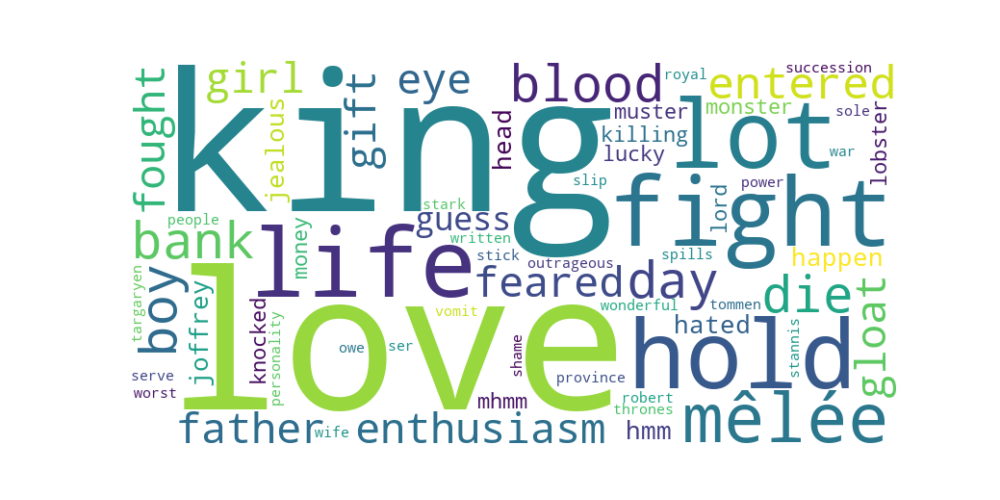 king
love
fought
girl
jealous
gift
eye
head
blood
royal
entered
succession
monster
sole
muster
killing
lucky
lot
war
lobster
slip
fight
power
lord
people
stark
guess
written
bank
money
life
stick
outrageous
spills
feared
day
happen
targaryen
boy
joffrey
knocked
personality
vomit
wonderful
tommen
die
hated
hold
stannis
gloat
owe
ser
shame
serve
worst
province
mhmm
robert
thrones
father
wife
enthusiasm
hmm
mêlée